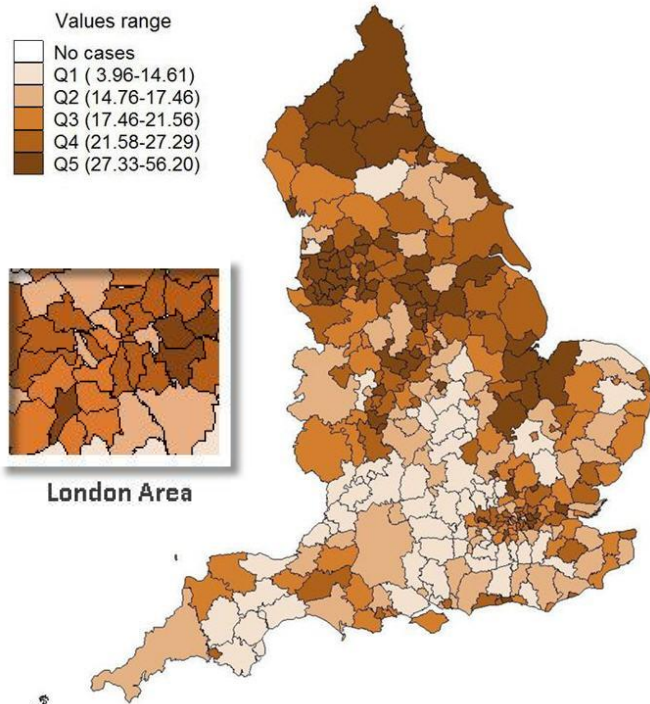 Values range
No cases
Q1 ( 3.96-14.61)
Q2 (14.76-17.46)
Q3 (17.46-21.56)
Q4 (21.58-27.29)
Q5 (27.33-56.20)
London Area